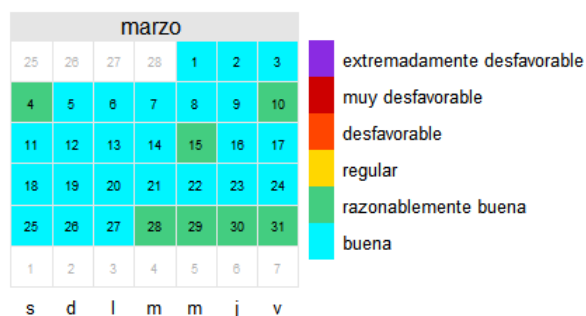 marzo
25 26 27 28 1 2 3
4 5 6 7 8 9 10
11 12 13 14 15 16 17
18 19 20 21 22 23 24
25 26 27 28 29 30 31
1 2 3 4 5 6 7
s d l m m j v
extremadamente desfavorable
muy desfavorable
desfavorable
regular
razonablemente buena
buena